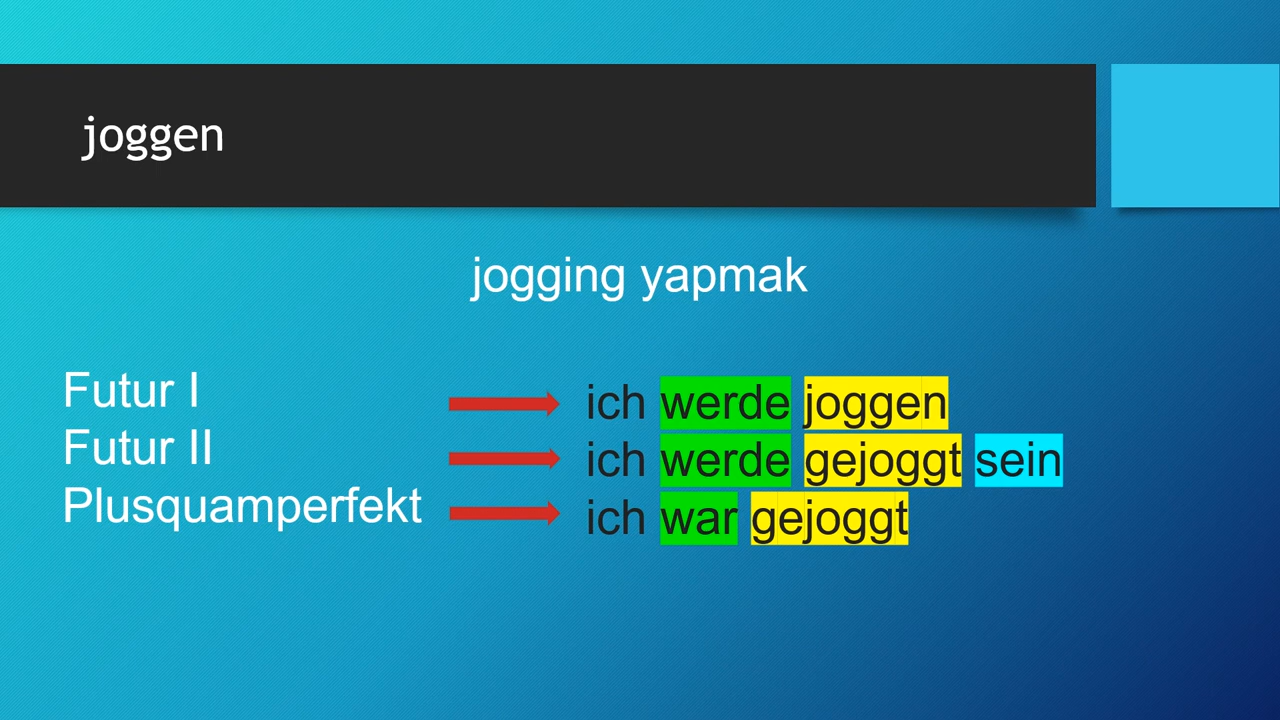 joggen
jogging yapmak
Futur I
ich werde joggen
Futur II
ich werde gejoggt sein
Plusquamperfekt
ich war gejoggt